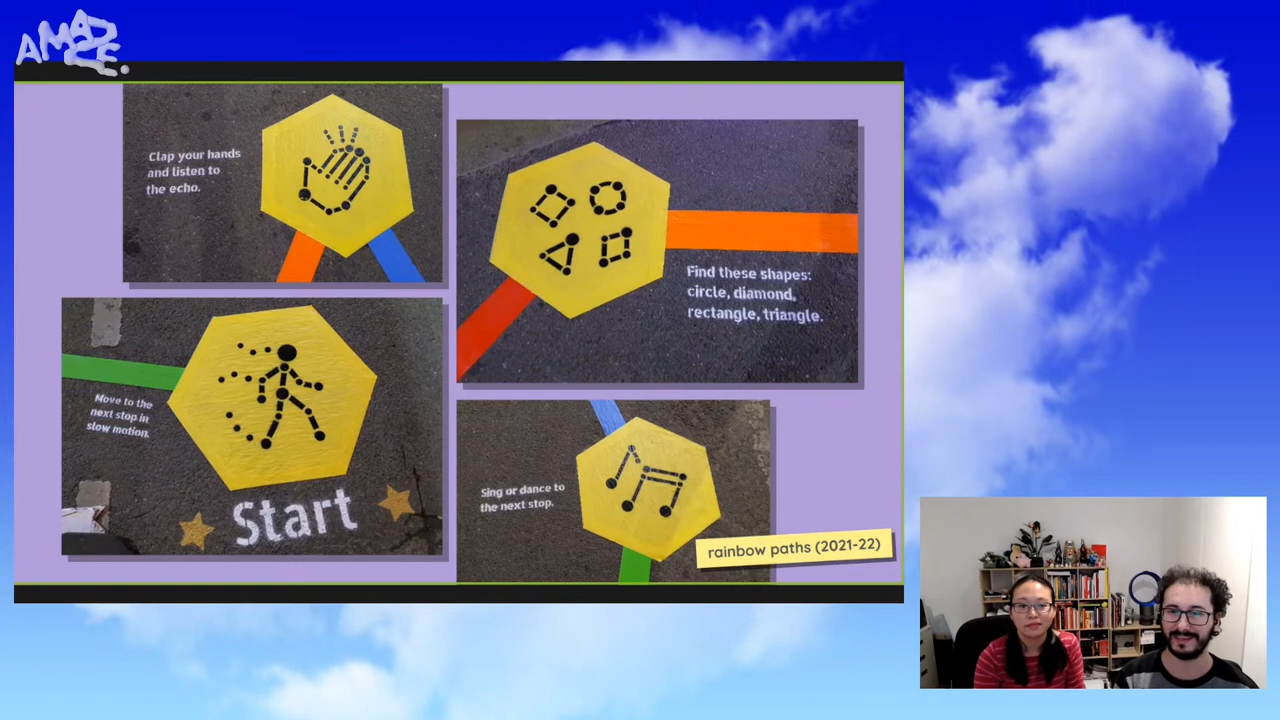 AMAZE.
Clap your hands
and listen to
the echo.
Find these shapes:
circle, diamond,
rectangle, triangle.
Move to the
next stop in
slow motion.
Start
Sing or dance to
the next stop.
rainbow paths (2021-22)